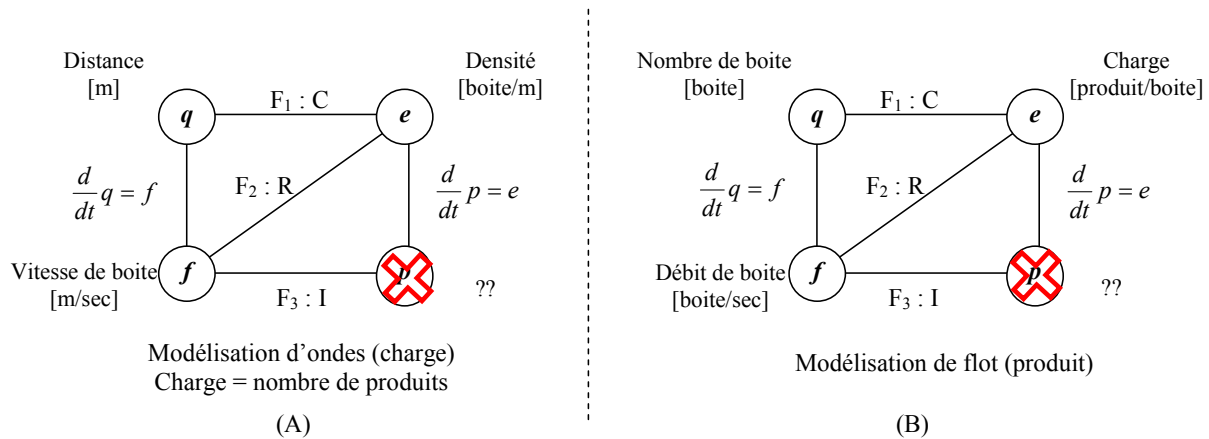 Distance
[m]
Densité
[boite/m]
q
F₁ : C
e
d/dt q = f
F₂ : R
d/dt p = e
Vitesse de boite
[m/sec]
f
F₃ : I
p
??
Modélisation d'ondes (charge)
Charge = nombre de produits
(A)
Nombre de boite
[boite]
Charge
[produit/boite]
q
F₁ : C
e
d/dt q = f
F₂ : R
d/dt p = e
Débit de boite
[boite/sec]
f
F₃ : I
p
??
Modélisation de flot (produit)
(B)